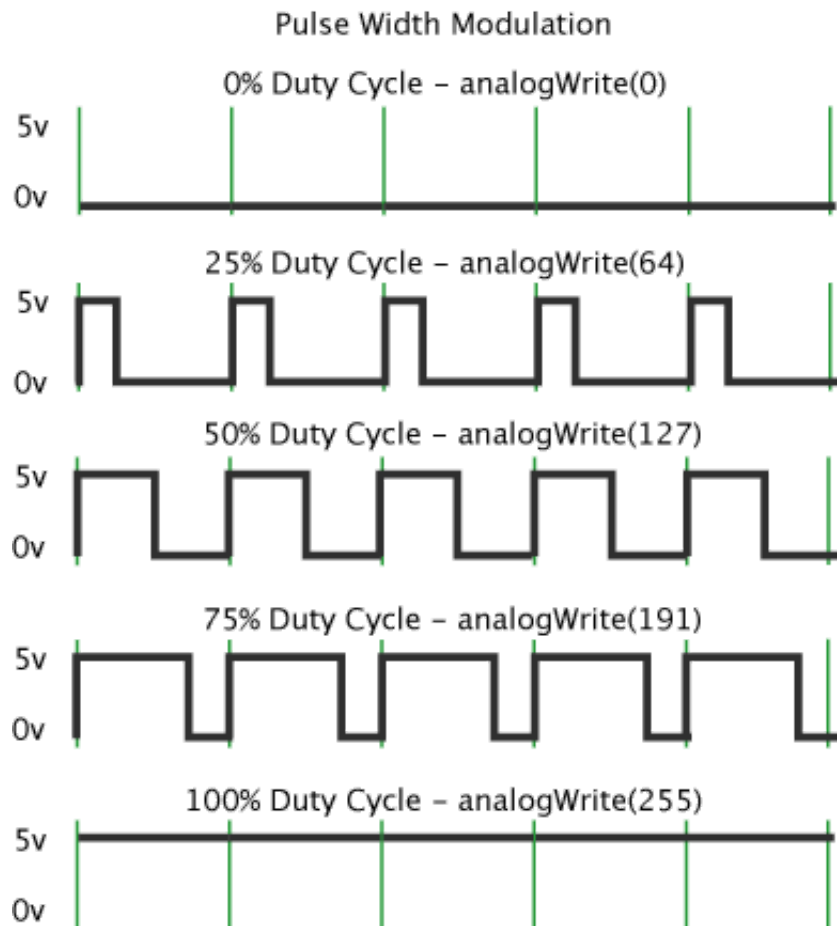 Pulse Width Modulation
0% Duty Cycle – analogWrite(0)
5v
0v
25% Duty Cycle – analogWrite(64)
5v
0v
50% Duty Cycle – analogWrite(127)
5v
0v
75% Duty Cycle – analogWrite(191)
5v
0v
100% Duty Cycle – analogWrite(255)
5v
0v